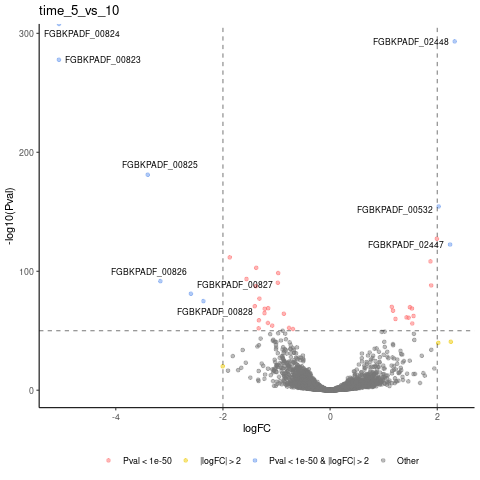 time_5_vs_10
300
FGBKPADF_00824
FGBKPADF_02448
FGBKPADF_00823
200
FGBKPADF_00825
FGBKPADF_00532
FGBKPADF_02447
100
FGBKPADF_00826
FGBKPADF_00827
FGBKPADF_00828
0
-log10(Pval)
-4
-2
0
2
logFC
Pval < 1e-50
|logFC| > 2
Pval < 1e-50 & |logFC| > 2
Other